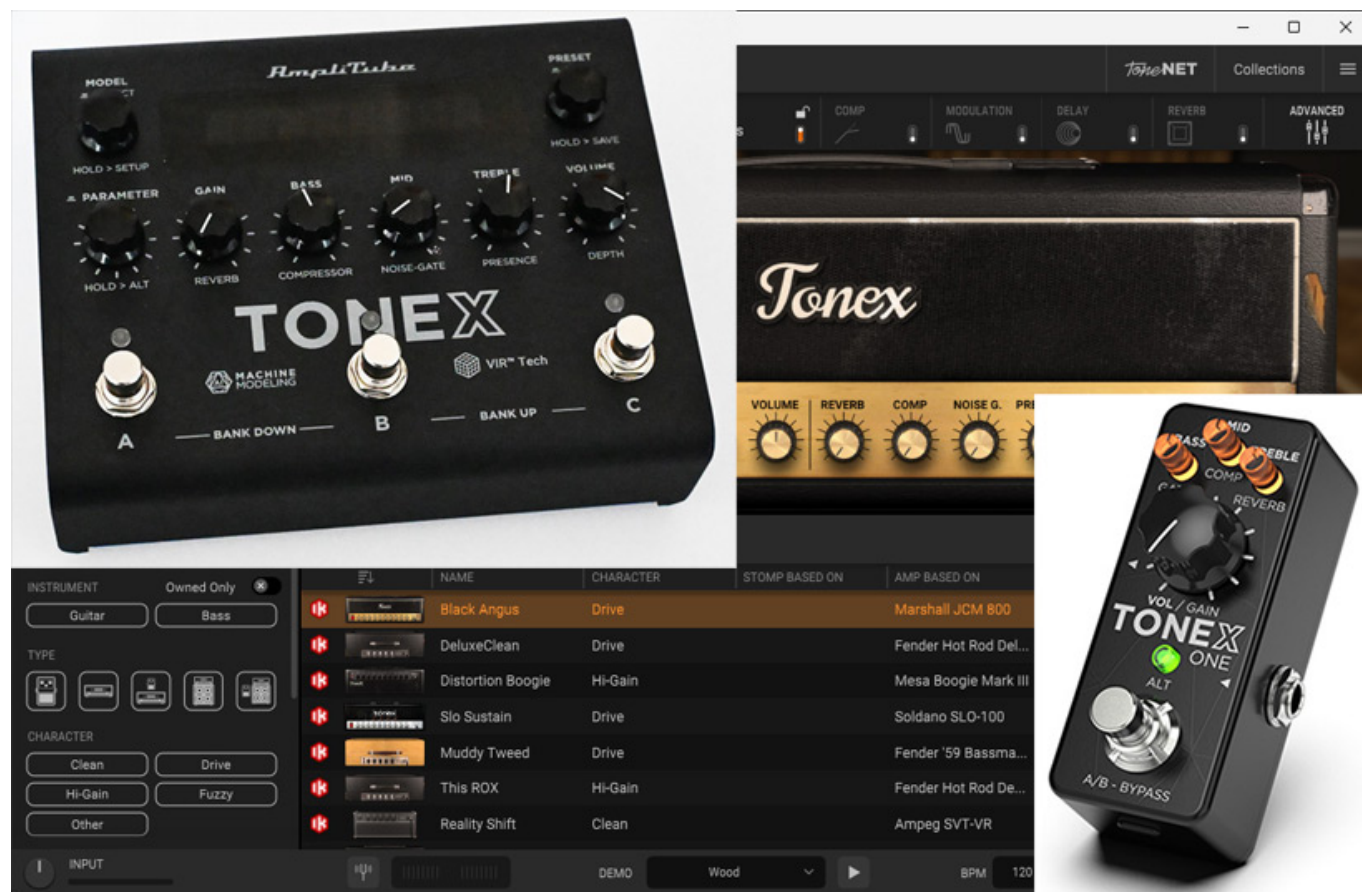 AmpliTube
MODEL
PRESET
HOLD > SETUP
HOLD > SAVE
PARAMETER
GAIN
BASS
MID
TREBLE
VOLUME
HOLD > ALT
REVERB
COMPRESSOR
NOISE-GATE
PRESENCE
DEPTH
TONEX
MACHINE
MODELING
VIR™ Tech
A
BANK DOWN
B
BANK UP
C
ToneNET
Collections
COMP
MODULATION
DELAY
REVERB
ADVANCED
Tonex
VOLUME
REVERB
COMP
NOISE G.
INSTRUMENT
Owned Only
Guitar
Bass
TYPE
CHARACTER
Clean
Drive
Hi-Gain
Fuzzy
Other
INPUT
NAME CHARACTER STOMP BASED ON AMP BASED ON
Black Angus Drive Marshall JCM 800
DeluxeClean Drive Fender Hot Rod Del...
Distortion Boogie Hi-Gain Mesa Boogie Mark III
Slo Sustain Drive Soldano SLO-100
Muddy Tweed Drive Fender '59 Bassma...
This ROX Hi-Gain Fender Hot Rod De...
Reality Shift Clean Ampeg SVT-VR
DEMO
Wood
BPM
120
MID
COMP
REVERB
VOL / GAIN
TONEX
ONE
ALT
A/B - BYPASS